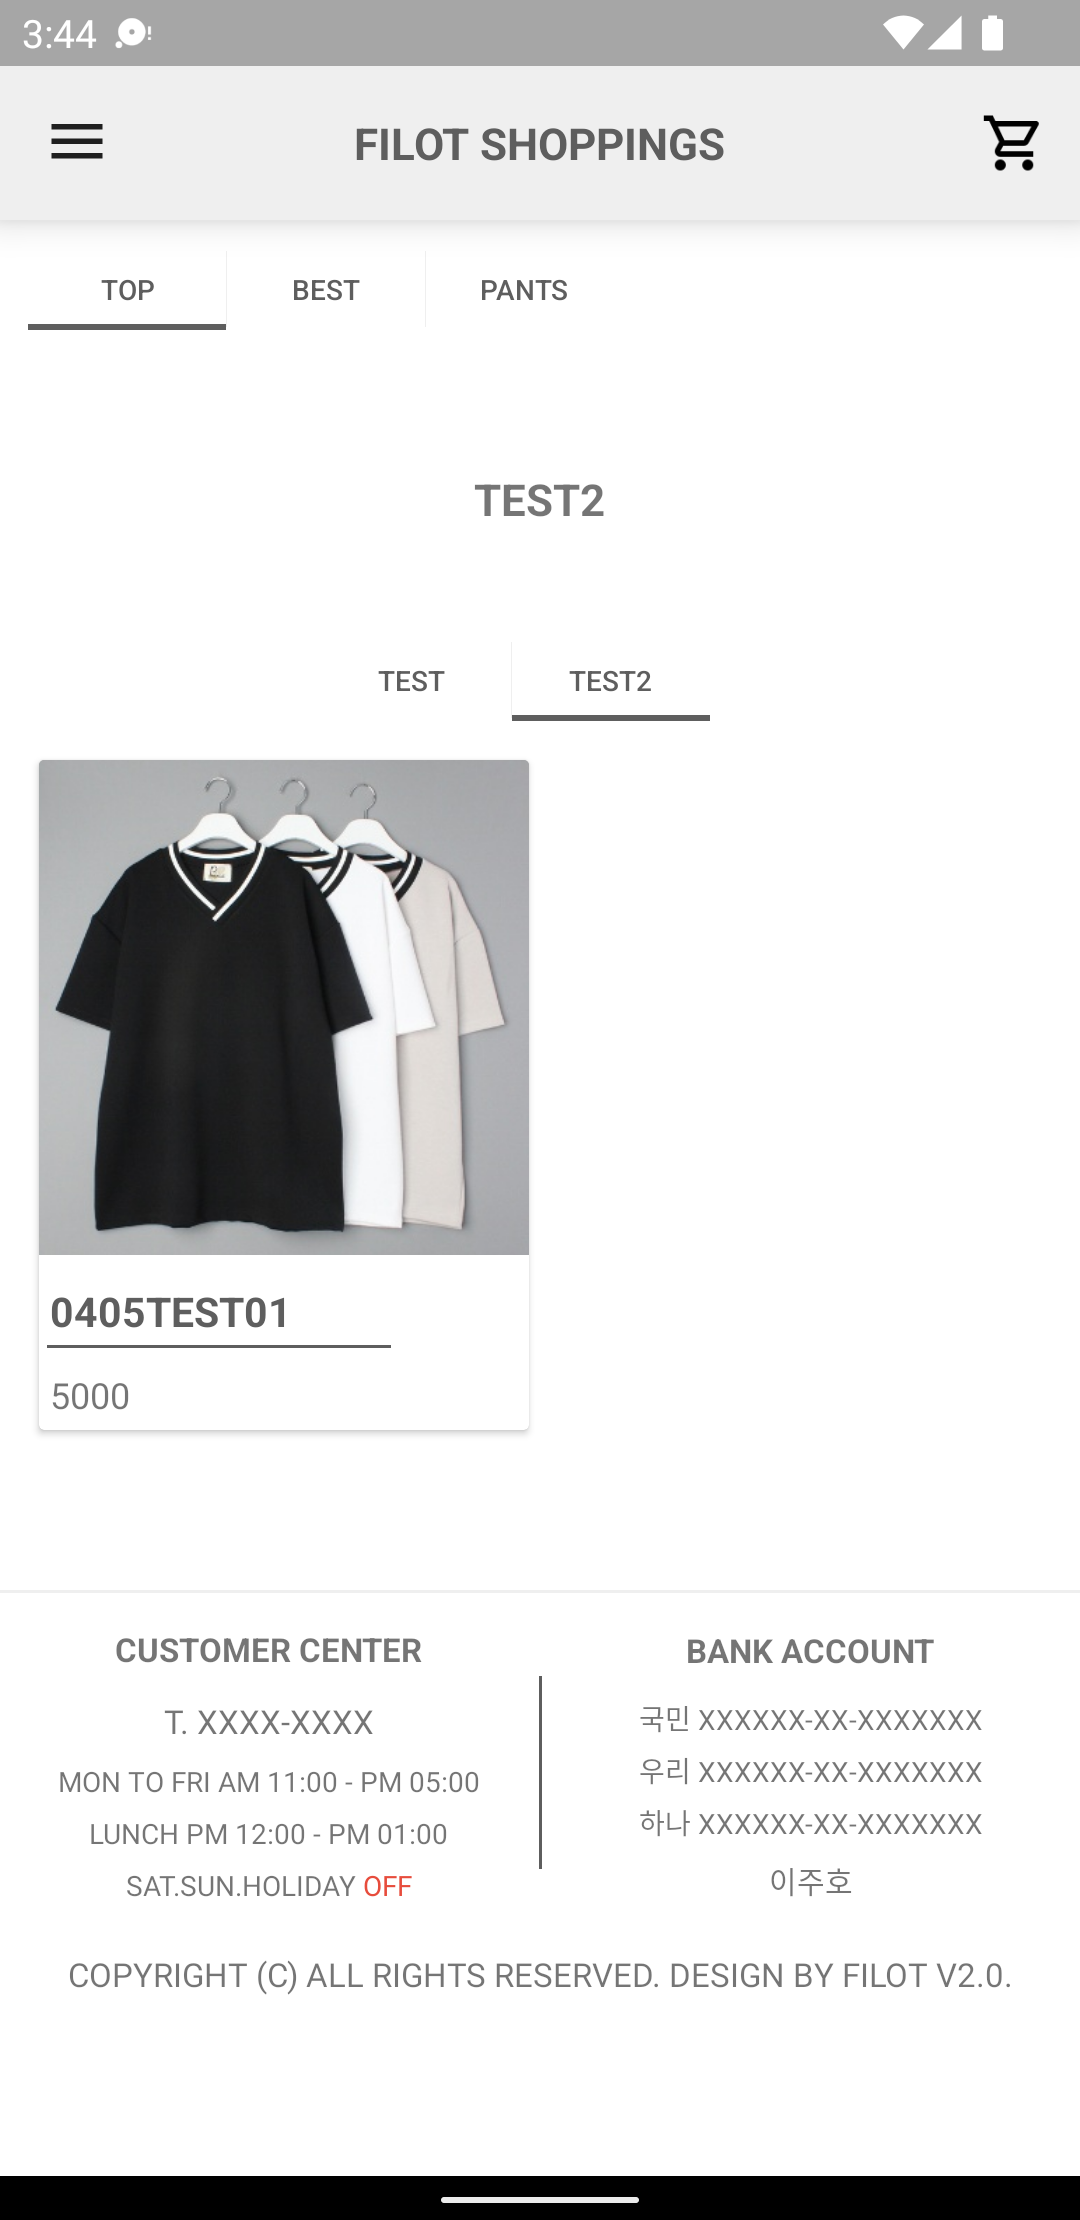 3:44
FILOT SHOPPINGS
TOP
BEST
PANTS
TEST2
TEST
TEST2
0405TEST01
5000
CUSTOMER CENTER
T. XXXX-XXXX
MON TO FRI AM 11:00 - PM 05:00
LUNCH PM 12:00 - PM 01:00
SAT.SUN.HOLIDAY OFF
BANK ACCOUNT
국민 XXXXXX-XX-XXXXXXX
우리 XXXXXX-XX-XXXXXXX
하나 XXXXXX-XX-XXXXXXX
이주호
COPYRIGHT (C) ALL RIGHTS RESERVED. DESIGN BY FILOT V2.0.